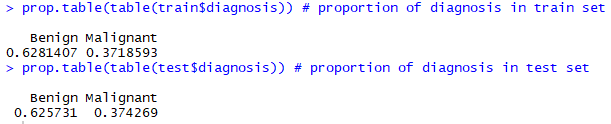 > prop.table(table(train$diagnosis)) # proportion of diagnosis in train set
Benign Malignant
0.6281407 0.3718593
> prop.table(table(test$diagnosis)) # proportion of diagnosis in test set
Benign Malignant
0.625731 0.374269